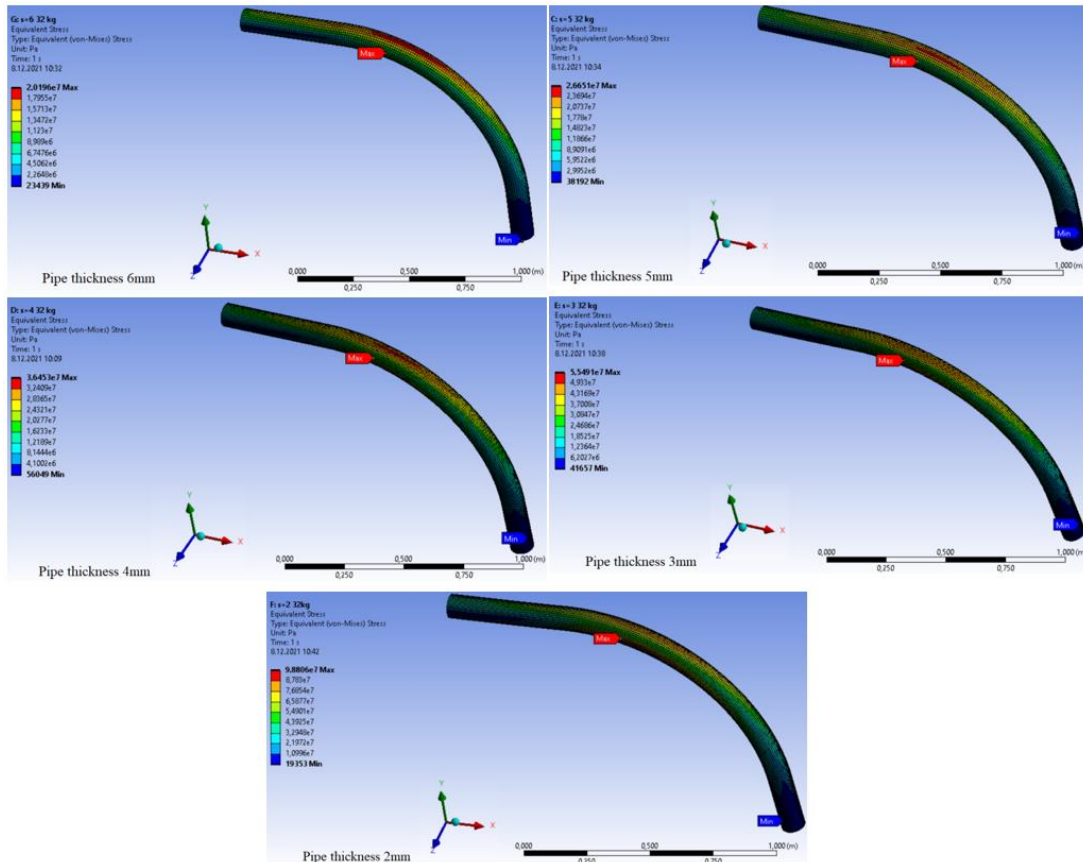 G: s=6 32 kg
Equivalent Stress
Type: Equivalent (von-Mises) Stress
Unit: Pa
Time: 1 s
8.12.2021 10:32
2,0196e7 Max
1,7955e7
1,5713e7
1,3472e7
1,123e7
8,989e6
6,7476e6
4,5062e6
2,2648e6
23439 Min
Max
Min
Y
X
Z
0,000
0,250
0,500
0,750
1,000 (m)
Pipe thickness 6mm
C: s=5 32 kg
Equivalent Stress
Type: Equivalent (von-Mises) Stress
Unit: Pa
Time: 1 s
8.12.2021 10:34
2,6651e7 Max
2,3694e7
2,0737e7
1,778e7
1,4823e7
1,1866e7
8,9091e6
5,9522e6
2,9952e6
38192 Min
Max
Min
Y
X
Z
0,000
0,250
0,500
0,750
1,000 (m)
Pipe thickness 5mm
D: s=4 32 kg
Equivalent Stress
Type: Equivalent (von-Mises) Stress
Unit: Pa
Time: 1 s
8.12.2021 10:09
3,6453e7 Max
3,2409e7
2,8365e7
2,4321e7
2,0277e7
1,6233e7
1,2189e7
8,1444e6
4,1002e6
56049 Min
Max
Min
Y
X
Z
0,000
0,250
0,500
0,750
1,000 (m)
Pipe thickness 4mm
E: s=3 32 kg
Equivalent Stress
Type: Equivalent (von-Mises) Stress
Unit: Pa
Time: 1 s
8.12.2021 10:38
5,5491e7 Max
4,933e7
4,3169e7
3,7008e7
3,0847e7
2,4686e7
1,8525e7
1,2364e7
6,2027e6
41657 Min
Max
Min
Y
X
Z
0,000
0,250
0,500
0,750
1,000 (m)
Pipe thickness 3mm
F: s=2 32kg
Equivalent Stress
Type: Equivalent (von-Mises) Stress
Unit: Pa
Time: 1 s
8.12.2021 10:42
9,8806e7 Max
8,783e7
7,6854e7
6,5877e7
5,4901e7
4,3925e7
3,2948e7
2,1972e7
1,0996e7
19353 Min
Max
Min
Y
X
Z
0,000
0,250
0,500
0,750
1,000 (m)
Pipe thickness 2mm